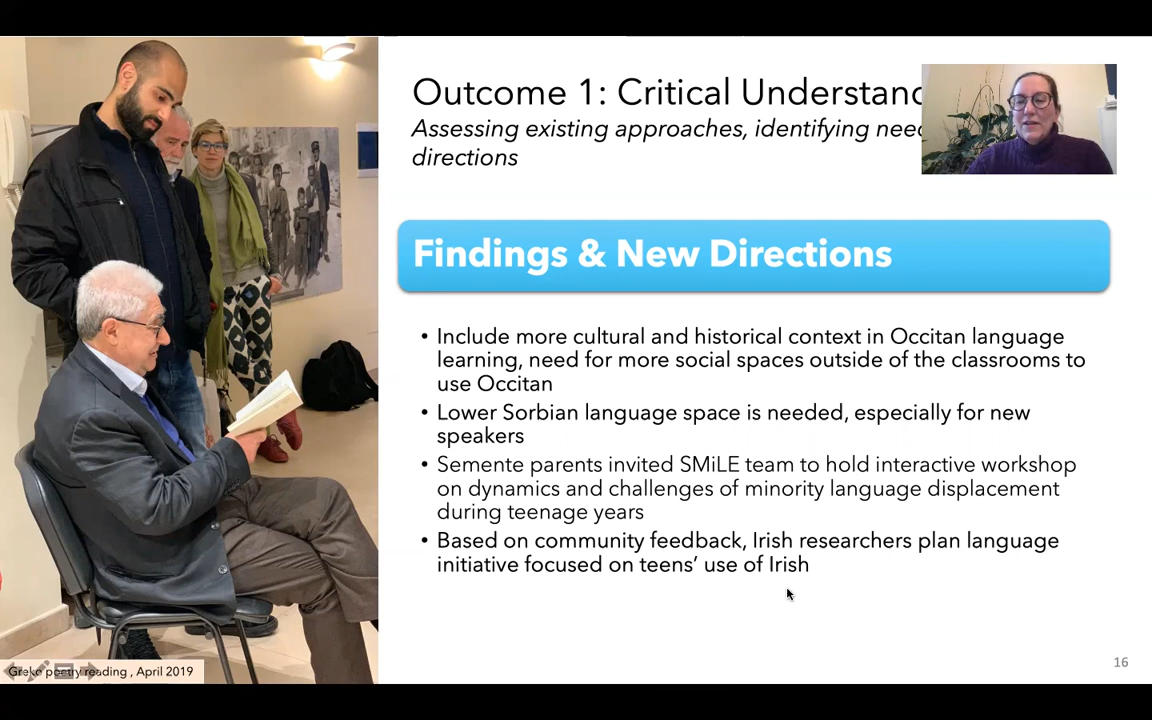 Outcome 1: Critical Understand
Assessing existing approaches, identifying need
directions
Findings & New Directions
• Include more cultural and historical context in Occitan language
learning, need for more social spaces outside of the classrooms to
use Occitan
• Lower Sorbian language space is needed, especially for new
speakers
• Semente parents invited SMiLE team to hold interactive workshop
on dynamics and challenges of minority language displacement
during teenage years
• Based on community feedback, Irish researchers plan language
initiative focused on teens’ use of Irish
Greko poetry reading , April 2019
16